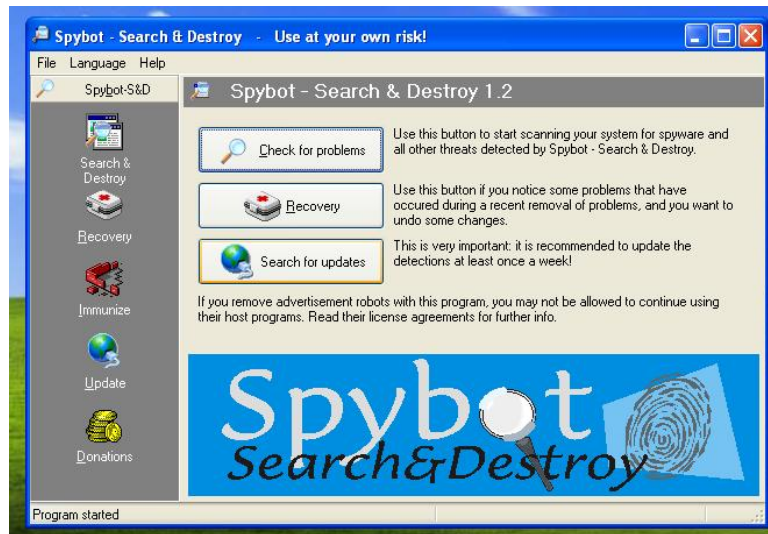 Spybot - Search & Destroy   -   Use at your own risk!
File   Language   Help
Spybot-S&D
Search &
Destroy
Recovery
Immunize
Update
Donations
Spybot - Search & Destroy 1.2
Check for problems
Use this button to start scanning your system for spyware and
all other threats detected by Spybot - Search & Destroy.
Recovery
Use this button if you notice some problems that have
occured during a recent removal of problems, and you want to
undo some changes.
Search for updates
This is very important: it is recommended to update the
detections at least once a week!
If you remove advertisement robots with this program, you may not be allowed to continue using
their host programs. Read their license agreements for further info.
Spybot
Search&Destroy
Program started